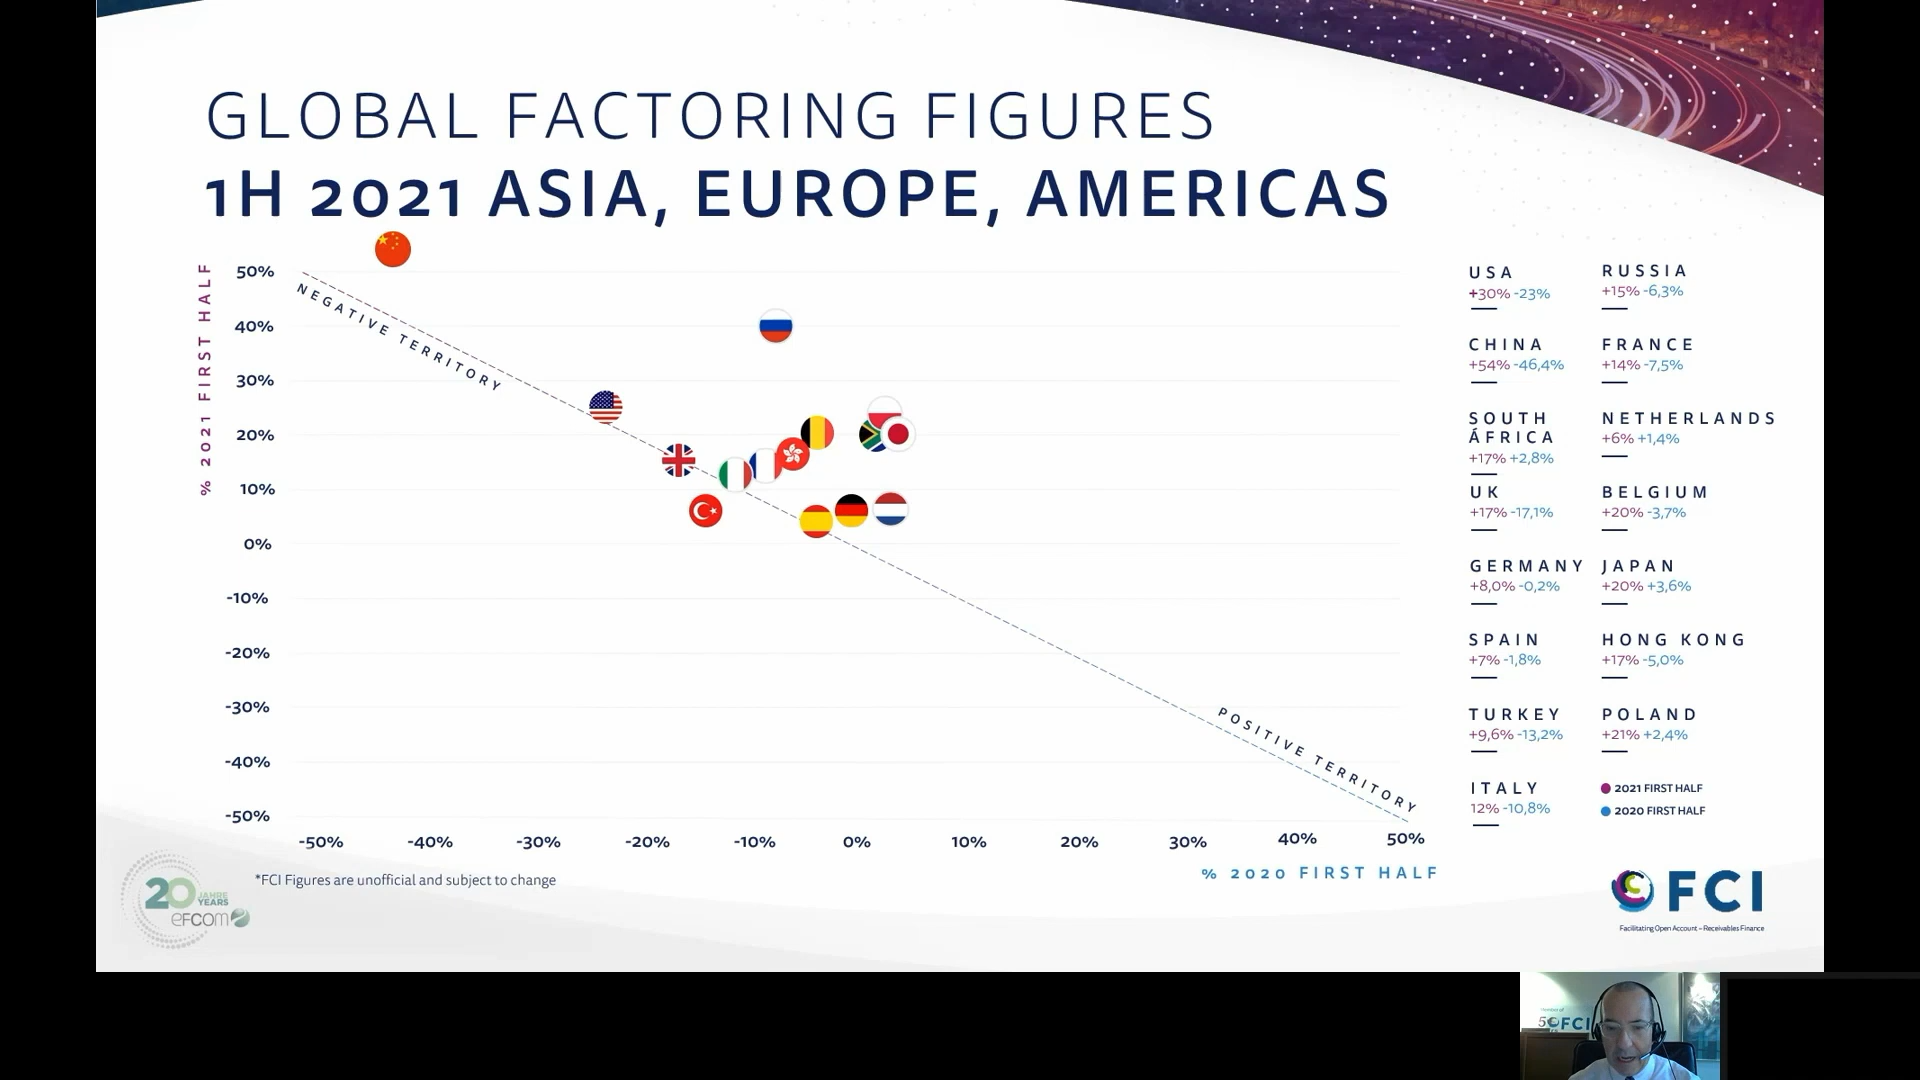 GLOBAL FACTORING FIGURES
1H 2021 ASIA, EUROPE, AMERICAS
% 2021 FIRST HALF
50%
40%
30%
20%
10%
0%
-10%
-20%
-30%
-40%
-50%
NEGATIVE TERRITORY
POSITIVE TERRITORY
-50% -40% -30% -20% -10% 0% 10% 20% 30% 40% 50%
% 2020 FIRST HALF
USA
+30% -23%
CHINA
+54% -46,4%
SOUTH
ÁFRICA
+17% +2,8%
UK
+17% -17,1%
GERMANY
+8,0% -0,2%
SPAIN
+7% -1,8%
TURKEY
+9,6% -13,2%
ITALY
12% -10,8%
RUSSIA
+15% -6,3%
FRANCE
+14% -7,5%
NETHERLANDS
+6% +1,4%
BELGIUM
+20% -3,7%
JAPAN
+20% +3,6%
HONG KONG
+17% -5,0%
POLAND
+21% +2,4%
2021 FIRST HALF
2020 FIRST HALF
*FCI Figures are unofficial and subject to change
20 JAHRE
YEARS
efcom
FCI
Facilitating Open Account – Receivables Finance
FCI